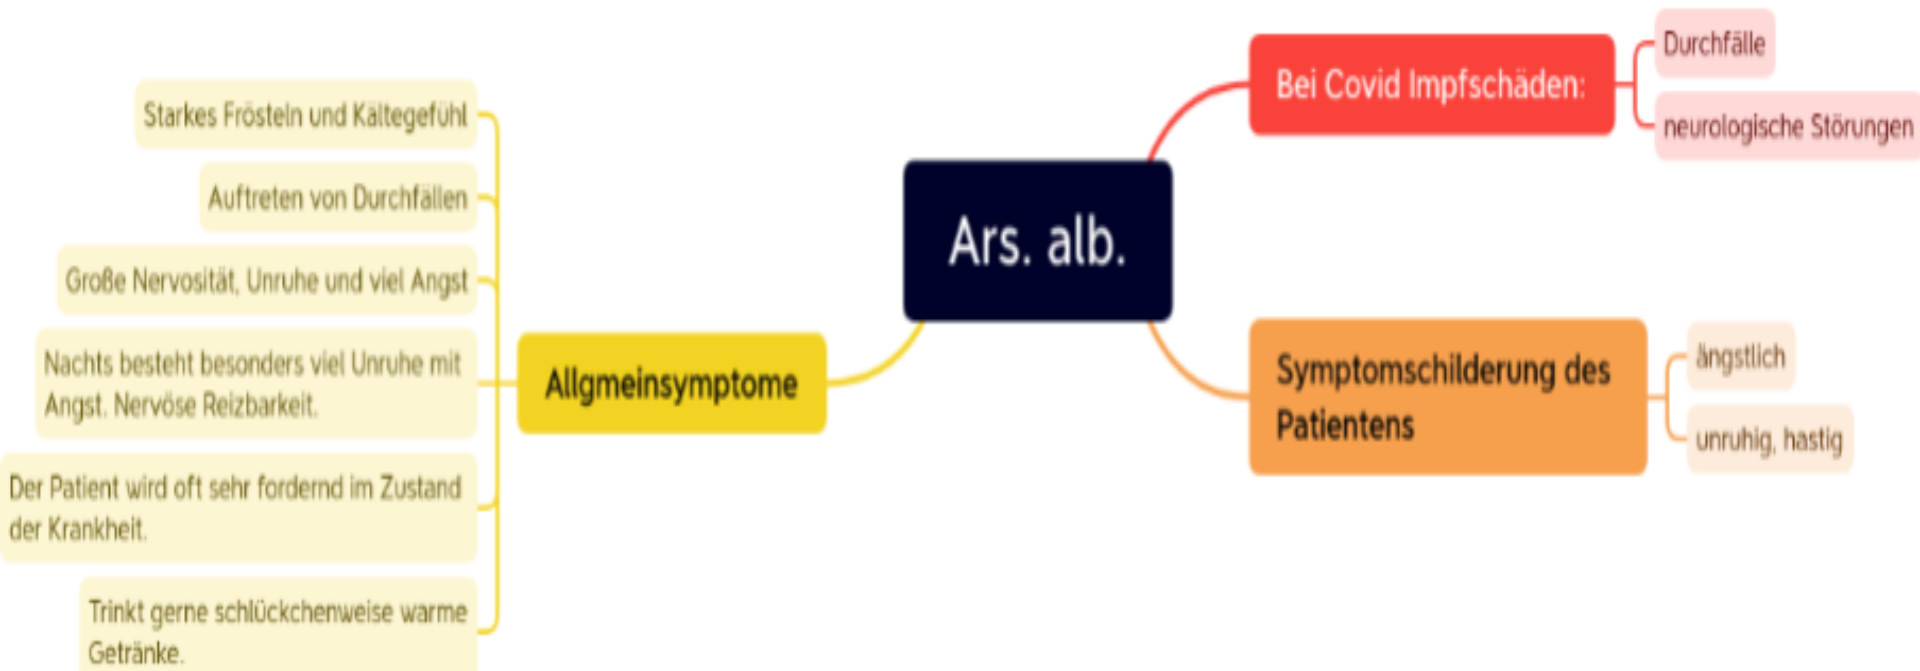 Ars. alb.
Bei Covid Impfschäden:
Durchfälle
neurologische Störungen
Symptomschilderung des
Patientens
ängstlich
unruhig, hastig
Allgmeinsymptome
Starkes Frösteln und Kältegefühl
Auftreten von Durchfällen
Große Nervosität, Unruhe und viel Angst
Nachts besteht besonders viel Unruhe mit
Angst. Nervöse Reizbarkeit.
Der Patient wird oft sehr fordernd im Zustand
der Krankheit.
Trinkt gerne schlückchenweise warme
Getränke.